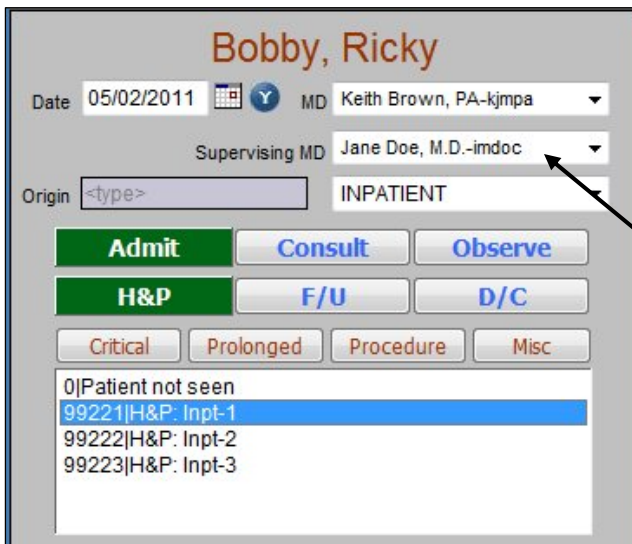 Bobby, Ricky
Date 05/02/2011 Y MD Keith Brown, PA-kjmpa
Supervising MD Jane Doe, M.D.-imdoc
Origin <type> INPATIENT
Admit Consult Observe
H&P F/U D/C
Critical Prolonged Procedure Misc
0|Patient not seen
99221|H&P: Inpt-1
99222|H&P: Inpt-2
99223|H&P: Inpt-3